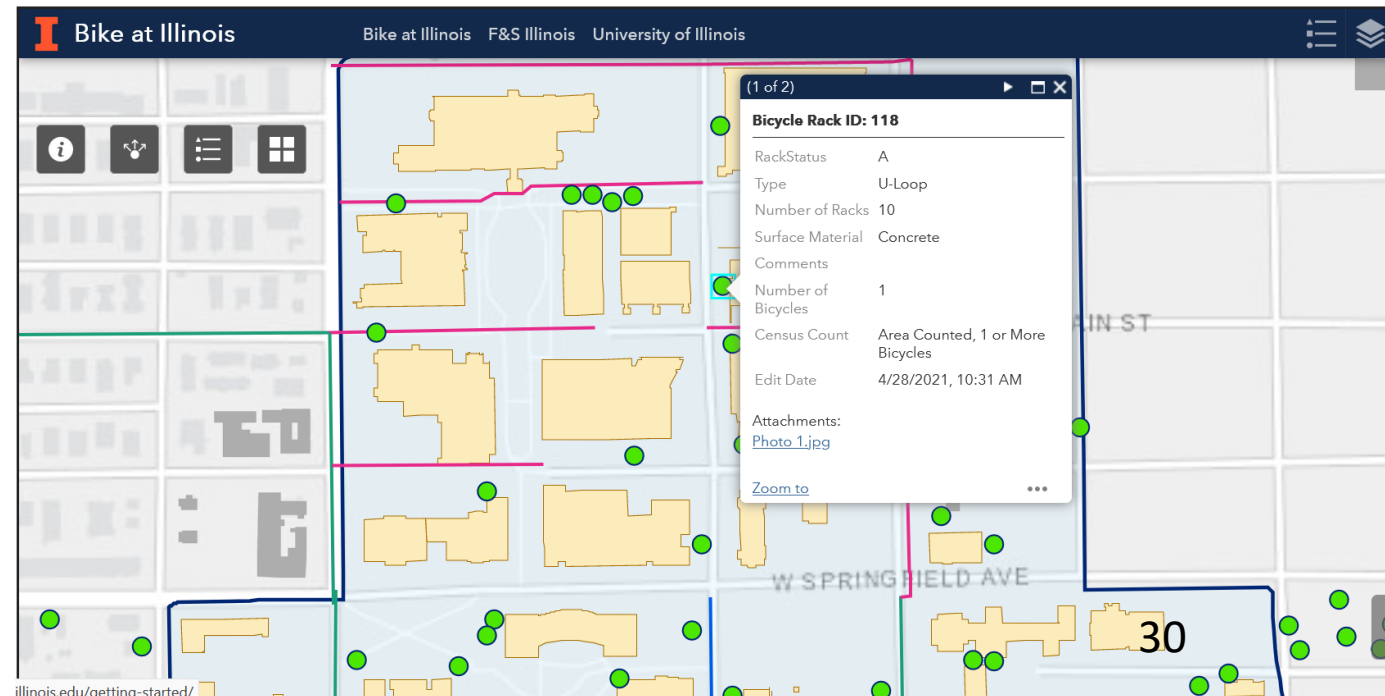 I Bike at Illinois
Bike at Illinois F&S Illinois University of Illinois
(1 of 2)
Bicycle Rack ID: 118
RackStatus A
Type U-Loop
Number of Racks 10
Surface Material Concrete
Comments
Number of Bicycles 1
Census Count Area Counted, 1 or More
Bicycles
Edit Date 4/28/2021, 10:31 AM
Attachments:
Photo 1.jpg
Zoom to
AIN ST
W SPRINGFIELD AVE
30
illinois.edu/getting-started/